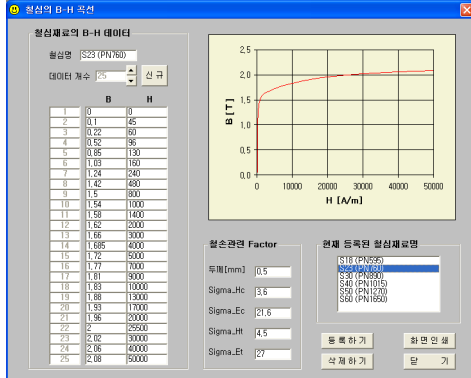 철심의 B-H 곡선
철심재료의 B-H 데이터
철심명 S23 (PN760)
데이터 개수 25 신 규
B H
1 0 0
2 0,1 45
3 0,22 60
4 0,52 96
5 0,85 130
6 1,03 160
7 1,24 240
8 1,42 480
9 1,5 800
10 1,54 1000
11 1,58 1400
12 1,62 2000
13 1,66 3000
14 1,685 4000
15 1,72 5000
16 1,77 7000
17 1,81 9000
18 1,83 10000
19 1,88 13000
20 1,93 17000
21 1,96 20000
22 2 25500
23 2,02 30000
24 2,06 40000
25 2,08 50000
B [T]
2,5
2,0
1,5
1,0
0,5
0,0
0 10000 20000 30000 40000 50000
H [A/m]
철손관련 Factor
두께[mm] 0,5
Sigma_Hc 3,6
Sigma_Ec 21,6
Sigma_Ht 4,5
Sigma_Et 27
현재 등록된 철심재료명
S18 (PN595)
S23 (PN760)
S30 (PN890)
S40 (PN1015)
S50 (PN1270)
S60 (PN1650)
등 록 하 기 화 면 인 쇄
삭 제 하 기 닫 기